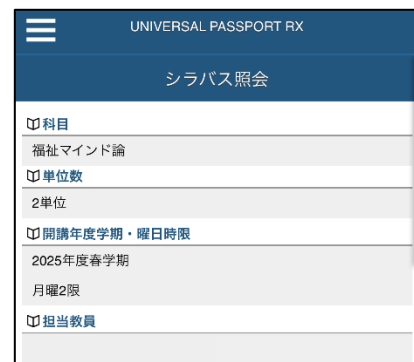 UNIVERSAL PASSPORT RX
シラバス照会
科目
福祉マインド論
単位数
2単位
開講年度学期・曜日時限
2025年度春学期
月曜2限
担当教員